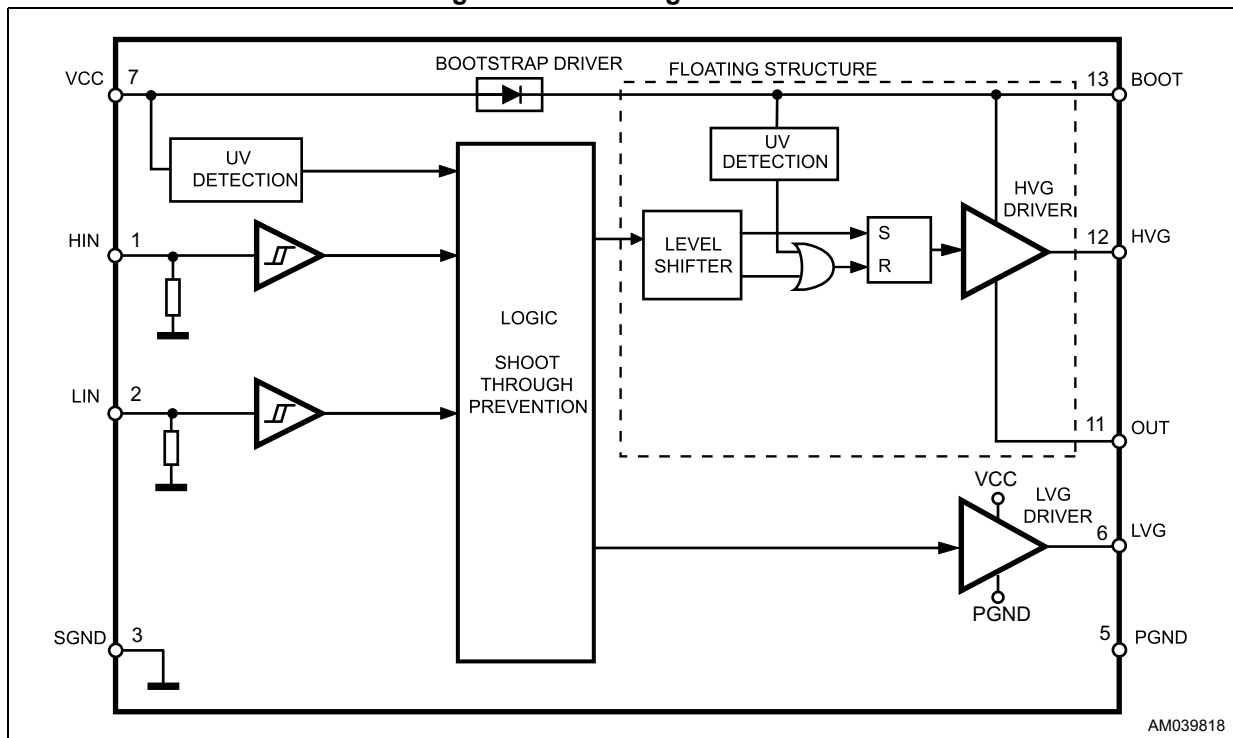 VCC
7
BOOTSTRAP DRIVER
FLOATING STRUCTURE
13
BOOT
UV
DETECTION
UV
DETECTION
HIN
1
LEVEL
SHIFTER
S
R
HVG
DRIVER
12
HVG
LOGIC
SHOOT
THROUGH
PREVENTION
LIN
2
11
OUT
VCC
LVG
DRIVER
6
LVG
PGND
SGND
3
5
PGND
AM039818